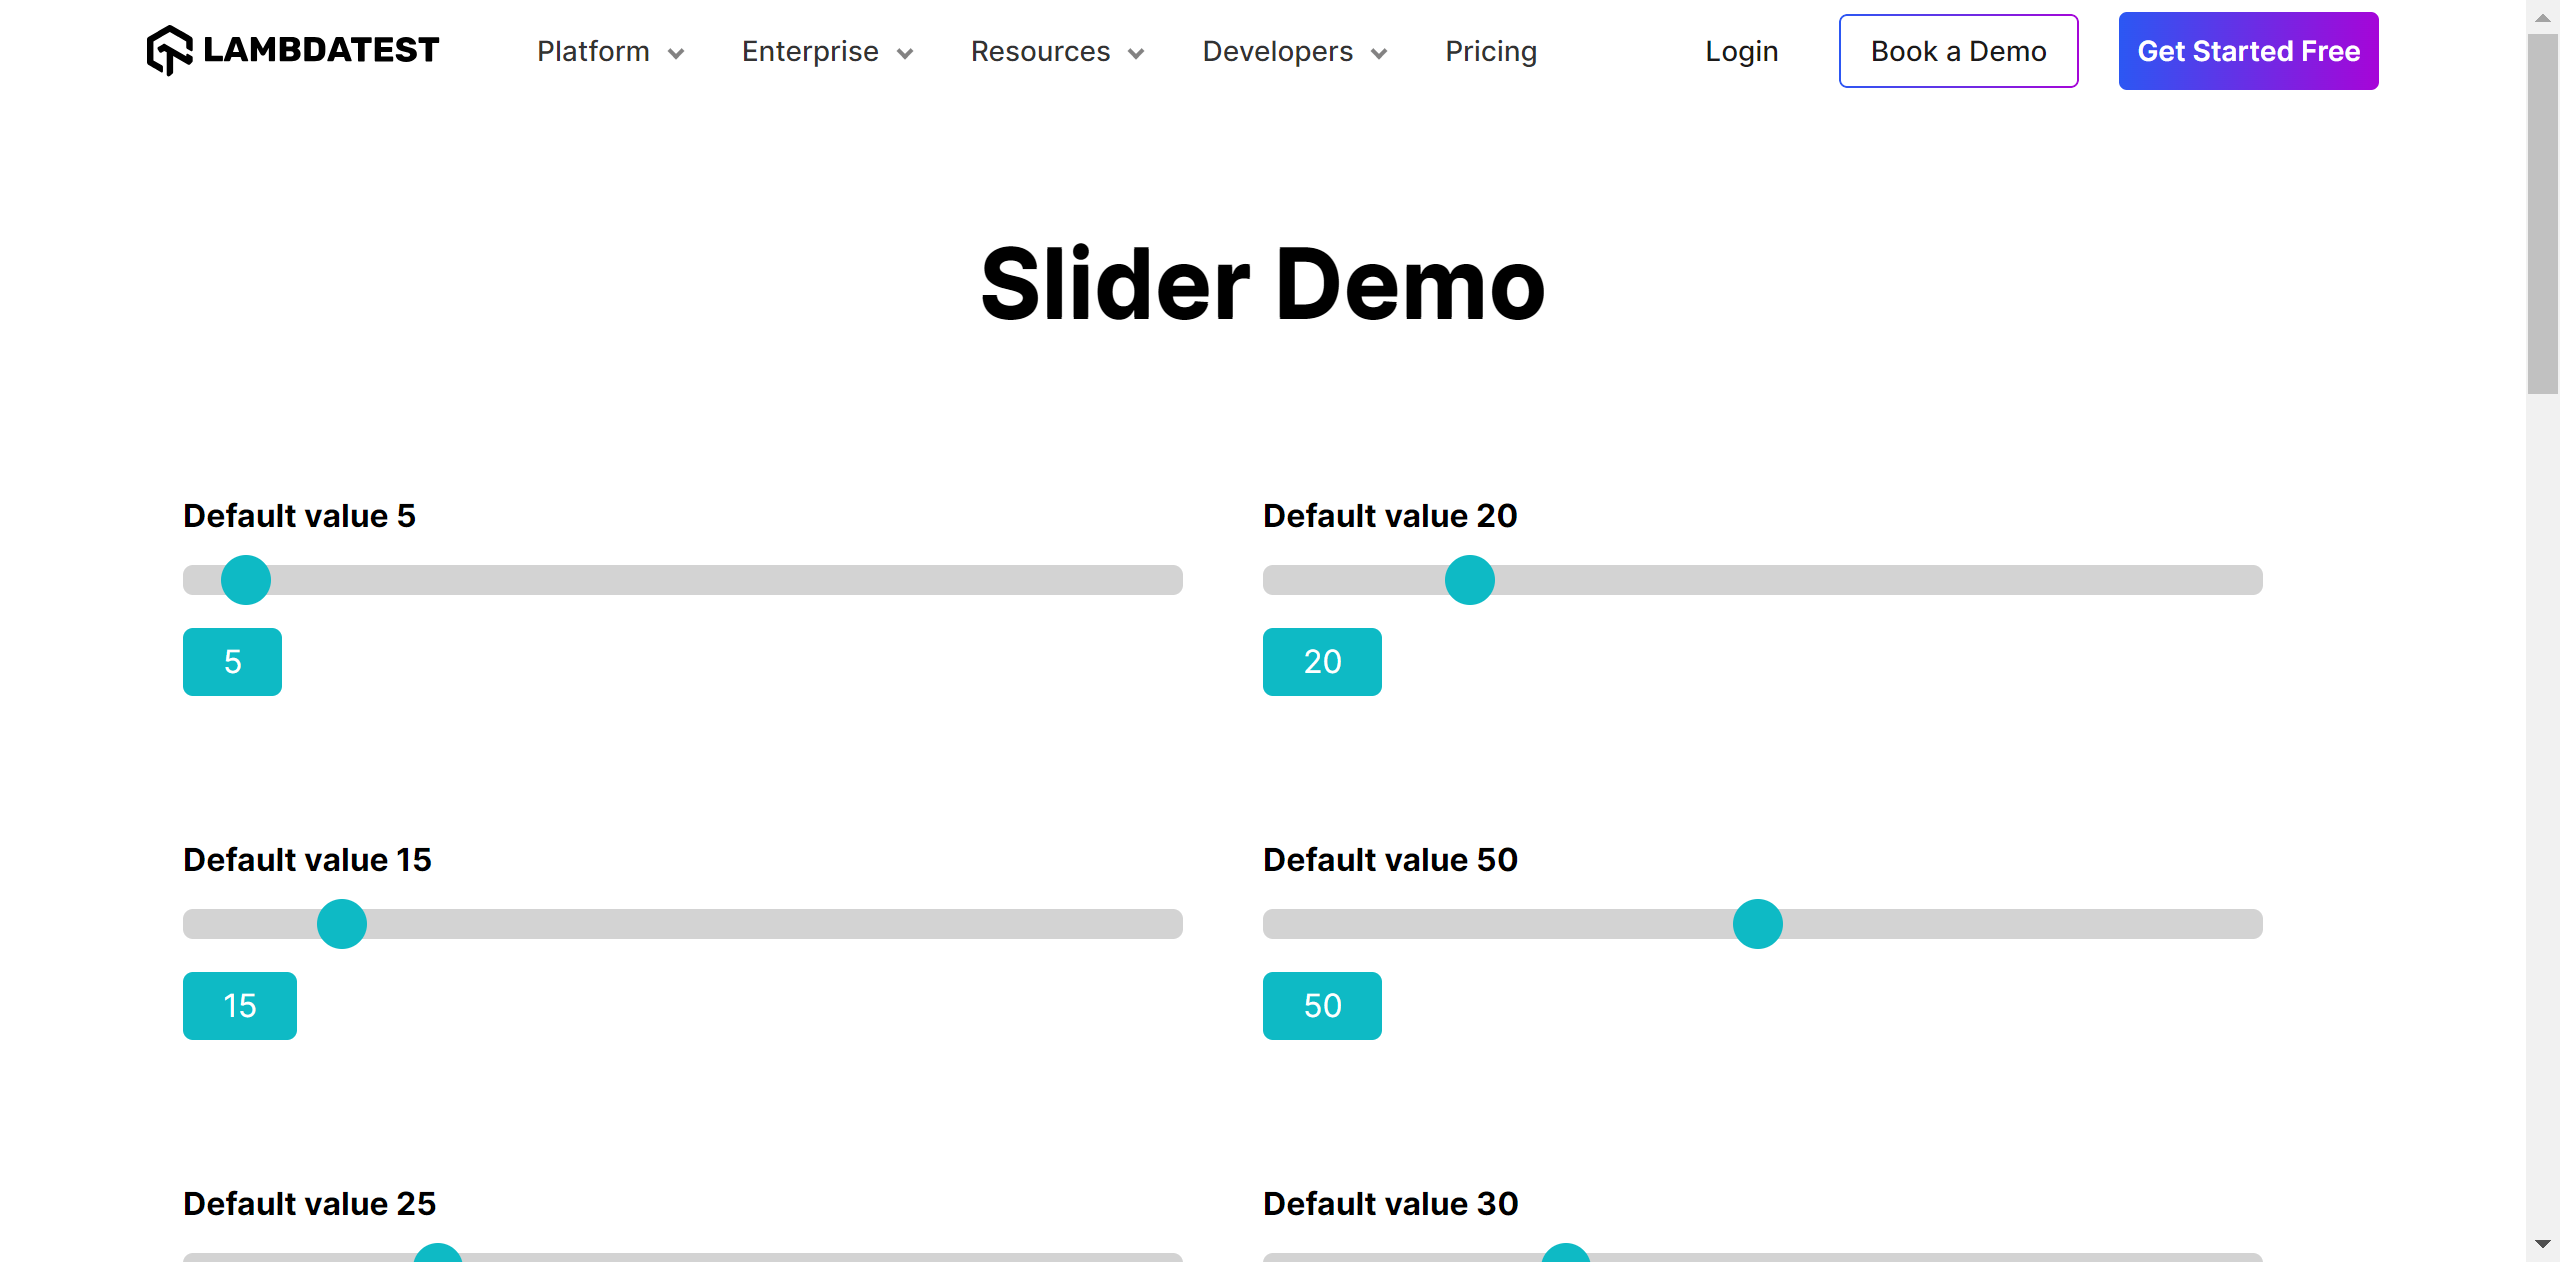 LAMBDATEST Platform Enterprise Resources Developers Pricing Login Book a Demo Get Started Free
Slider Demo
Default value 5
5
Default value 20
20
Default value 15
15
Default value 50
50
Default value 25
Default value 30